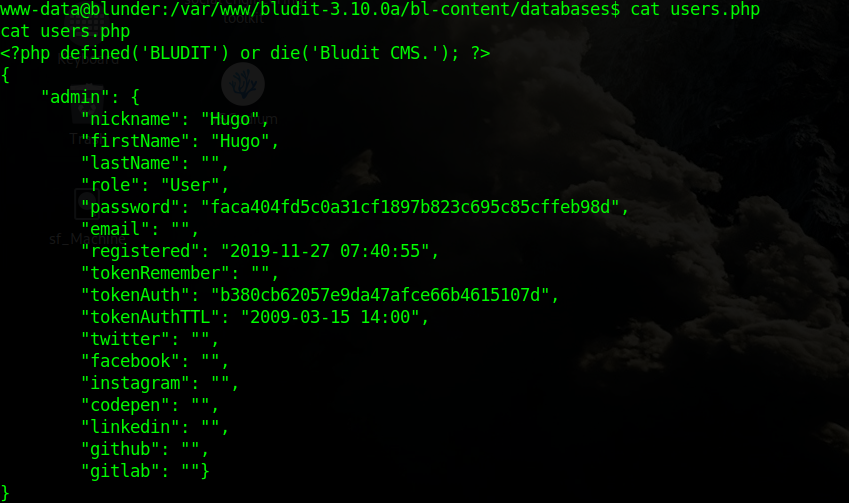 www-data@blunder:/var/www/bludit-3.10.0a/bl-content/databases$ cat users.php
cat users.php
<?php defined('BLUDIT') or die('Bludit CMS.'); ?>
{
    "admin": {
        "nickname": "Hugo",
        "firstName": "Hugo",
        "lastName": "",
        "role": "User",
        "password": "faca404fd5c0a31cf1897b823c695c85cffeb98d",
        "email": "",
        "registered": "2019-11-27 07:40:55",
        "tokenRemember": "",
        "tokenAuth": "b380cb62057e9da47afce66b4615107d",
        "tokenAuthTTL": "2009-03-15 14:00",
        "twitter": "",
        "facebook": "",
        "instagram": "",
        "codepen": "",
        "linkedin": "",
        "github": "",
        "gitlab": ""}
}